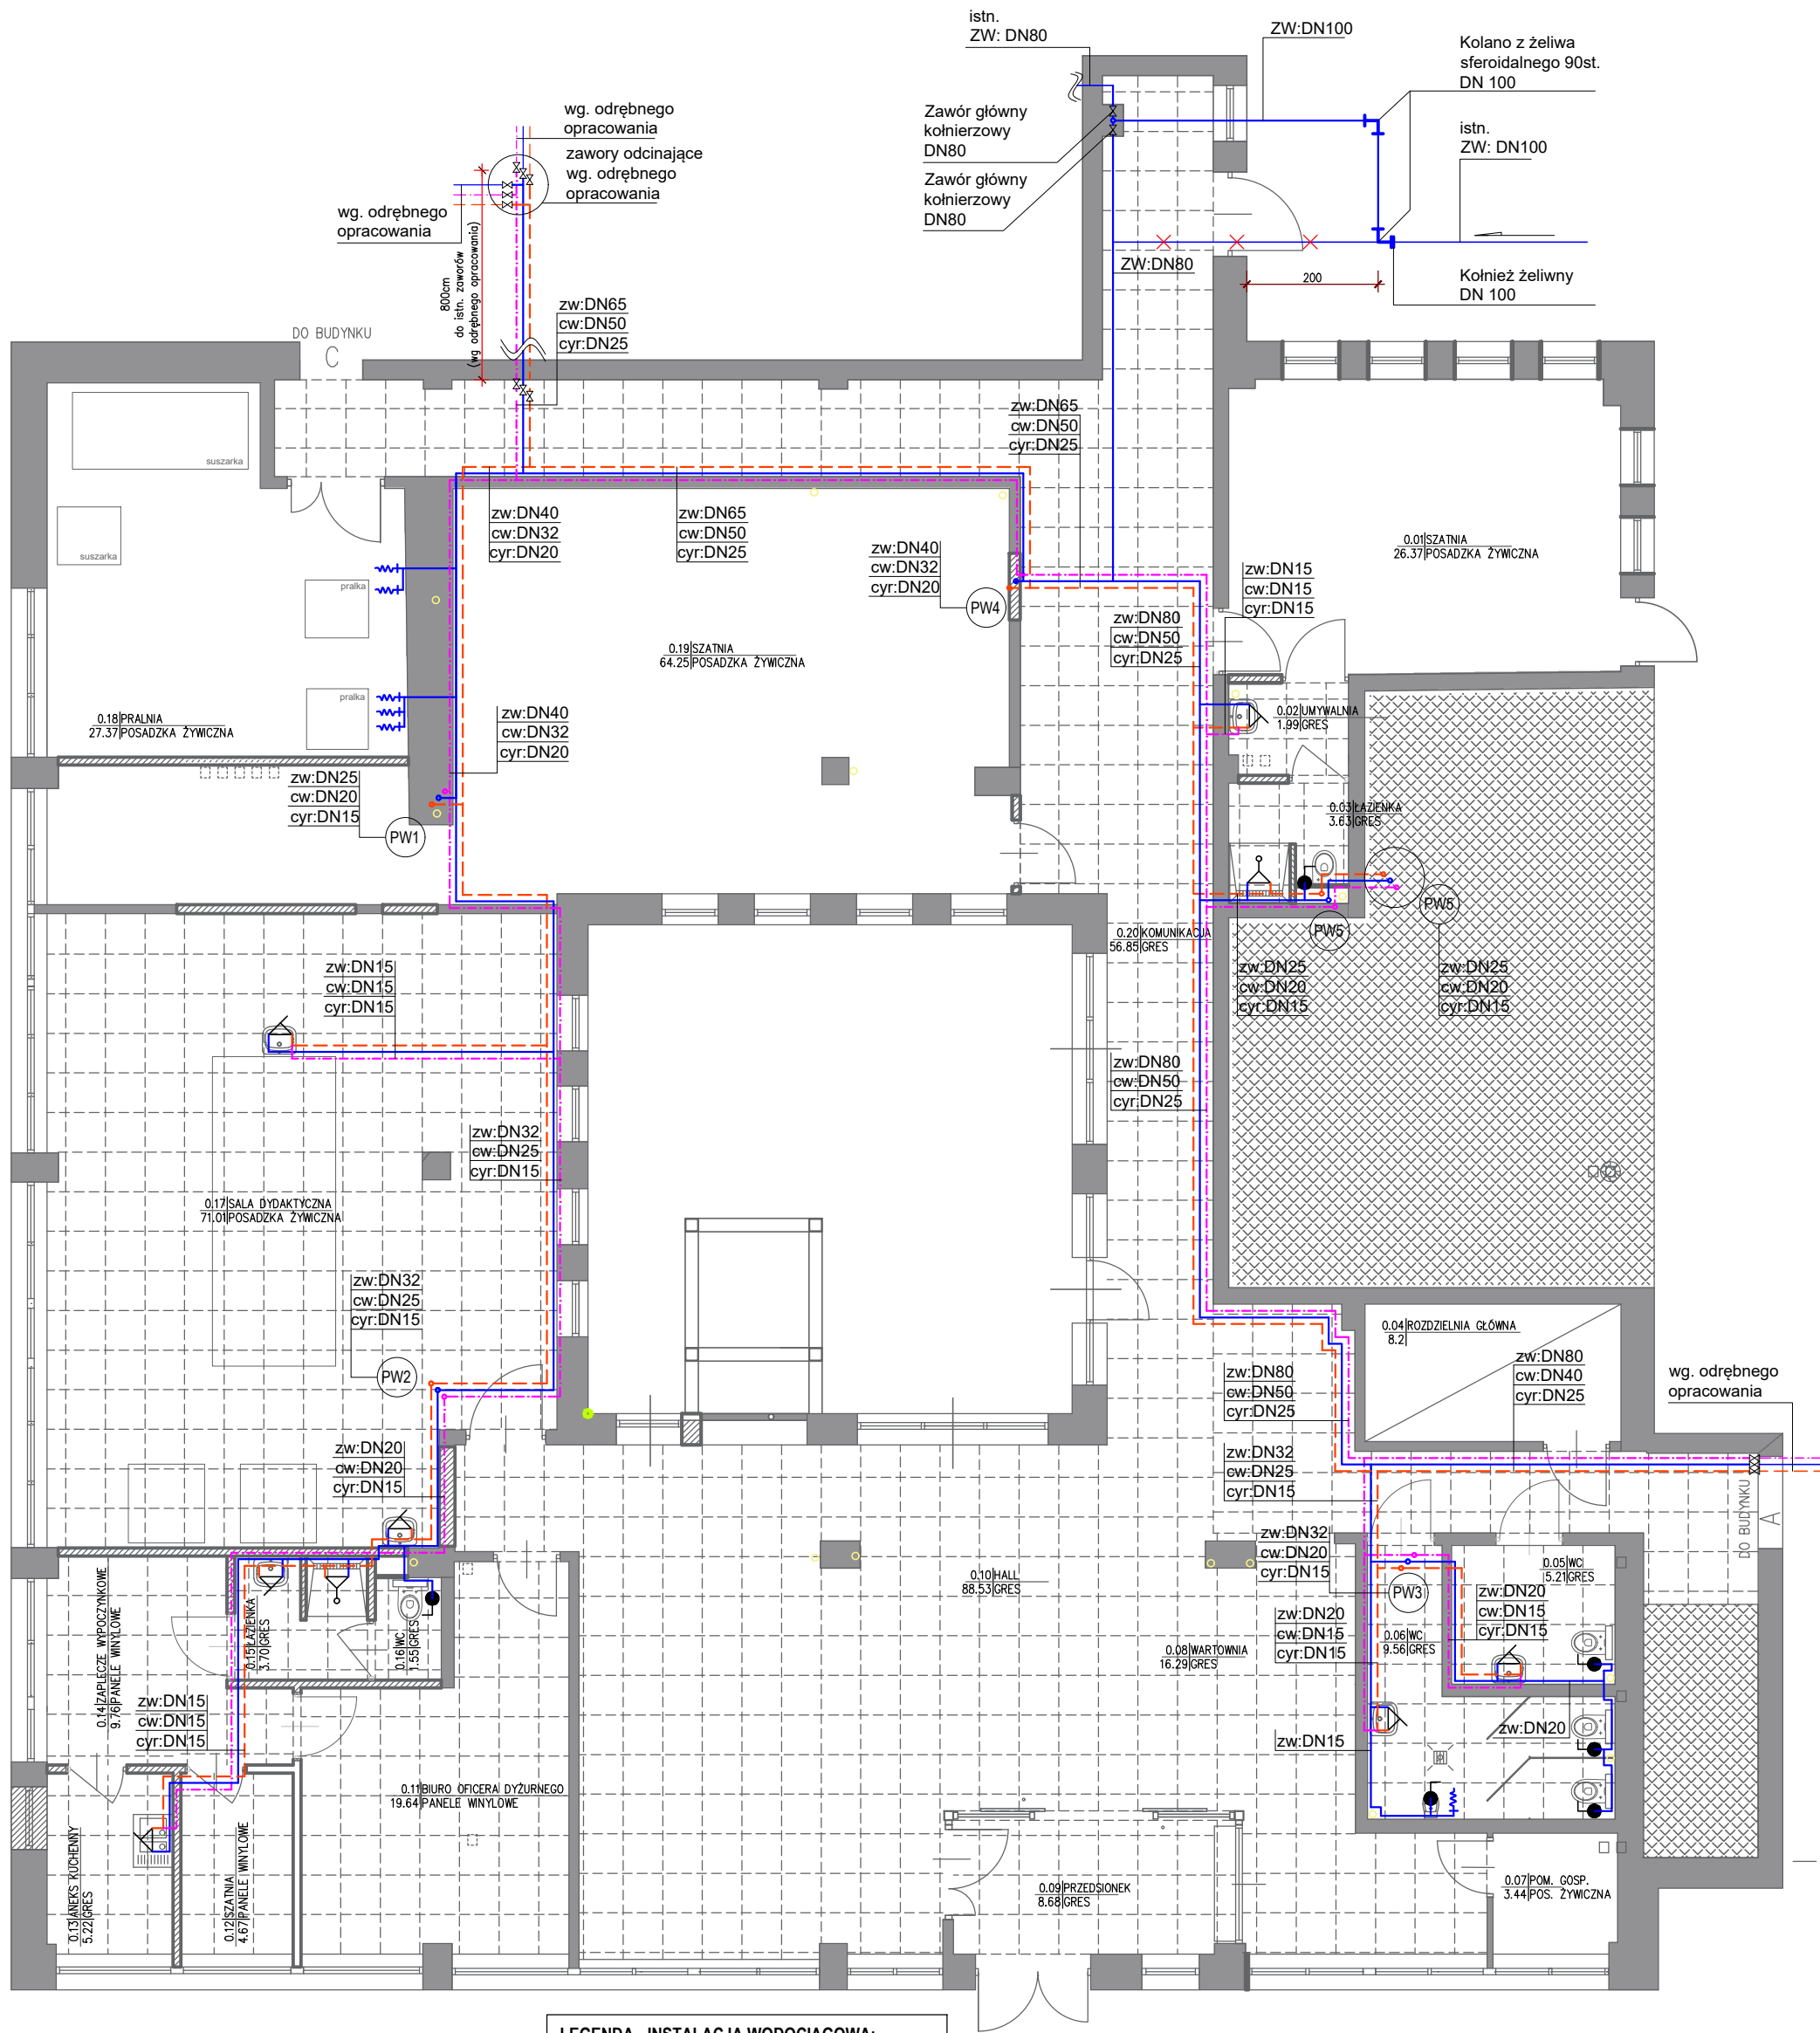 istn.
ZW: DN80
ZW:DN100
Kolano z żeliwa
sferoidalnego 90st.
DN 100
istn.
ZW: DN100
Zawór główny
kołnierzowy
DN80
Zawór główny
kołnierzowy
DN80
ZW:DN80
200
Kołnież żeliwny
DN 100
wg. odrębnego
opracowania
zawory odcinające
wg. odrębnego
opracowania
wg. odrębnego
opracowania
800cm
do istn. zaworów
(wg odrębnego opracowania)
zw:DN65
cw:DN50
cyr:DN25
DO BUDYNKU
C
suszarka
suszarka
pralka
pralka
zw:DN40
cw:DN32
cyr:DN20
zw:DN65
cw:DN50
cyr:DN25
zw:DN65
cw:DN50
cyr:DN25
zw:DN40
cw:DN32
cyr:DN20
PW4
0.01 SZATNIA
26.37 POSADZKA ŻYWICZNA
zw:DN15
cw:DN15
cyr:DN15
zw:DN80
cw:DN50
cyr:DN25
0.19 SZATNIA
64.25 POSADZKA ŻYWICZNA
0.18 PRALNIA
27.37 POSADZKA ŻYWICZNA
zw:DN40
cw:DN32
cyr:DN20
0.02 UMYWALNIA
1.99 GRES
zw:DN25
cw:DN20
cyr:DN15
PW1
0.03 ŁAZIENKA
3.63 GRES
PW5
PW5
0.20 KOMUNIKACJA
56.85 GRES
zw:DN25
cw:DN20
cyr:DN15
zw:DN25
cw:DN20
cyr:DN15
zw:DN15
cw:DN15
cyr:DN15
zw:DN80
cw:DN50
cyr:DN25
zw:DN32
cw:DN25
cyr:DN15
0.17 SALA DYDAKTYCZNA
71.01 POSADZKA ŻYWICZNA
zw:DN32
cw:DN25
cyr:DN15
PW2
0.04 ROZDZIELNIA GŁÓWNA
8.2
zw:DN80
cw:DN40
cyr:DN25
wg. odrębnego
opracowania
zw:DN80
cw:DN50
cyr:DN25
zw:DN32
cw:DN25
cyr:DN15
zw:DN20
cw:DN20
cyr:DN15
DO BUDYNKU
A
zw:DN32
cw:DN20
cyr:DN15
PW3
0.05 WC
5.21 GRES
zw:DN20
cw:DN15
cyr:DN15
0.10 HALL
88.53 GRES
zw:DN20
cw:DN15
cyr:DN15
0.06 WC
9.56 GRES
0.08 WARTOWNIA
16.29 GRES
zw:DN20
zw:DN15
0.14 ZAPLECZE WYPOCZYNKOWE
9.76 PANELE WINYLOWE
0.15 ŁAZIENKA
3.70 GRES
0.16 WC
1.55 GRES
zw:DN15
cw:DN15
cyr:DN15
0.11 BIURO OFICERA DYŻURNEGO
19.64 PANELE WINYLOWE
0.13 ANEKS KUCHENNY
5.22 GRES
0.12 SZATNIA
4.67 PANELE WINYLOWE
0.09 PRZEDSIONEK
8.68 GRES
0.07 POM. GOSP.
3.44 POS. ŻYWICZNA
LEGENDA - INSTALACJA WODOCIĄGOWA: